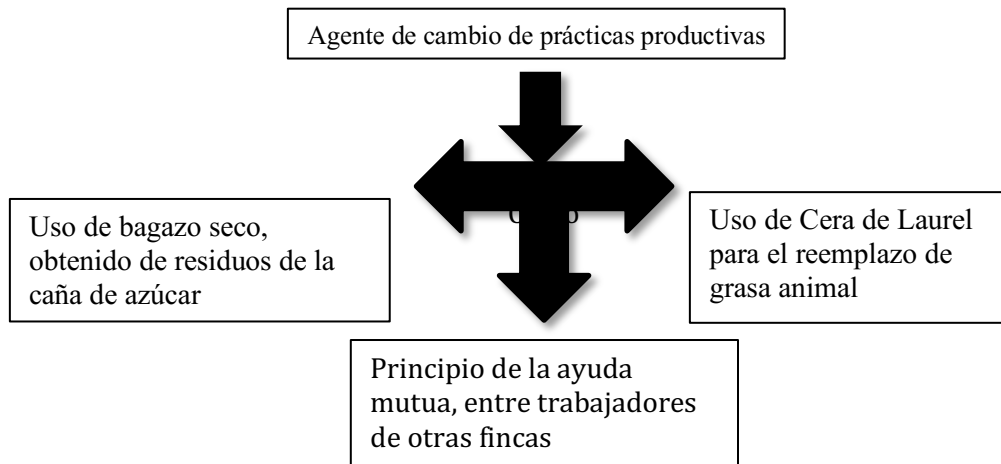 Agente de cambio de prácticas productivas
Uso de bagazo seco,
obtenido de residuos de la
caña de azúcar
Uso de Cera de Laurel
para el reemplazo de
grasa animal
Principio de la ayuda
mutua, entre trabajadores
de otras fincas